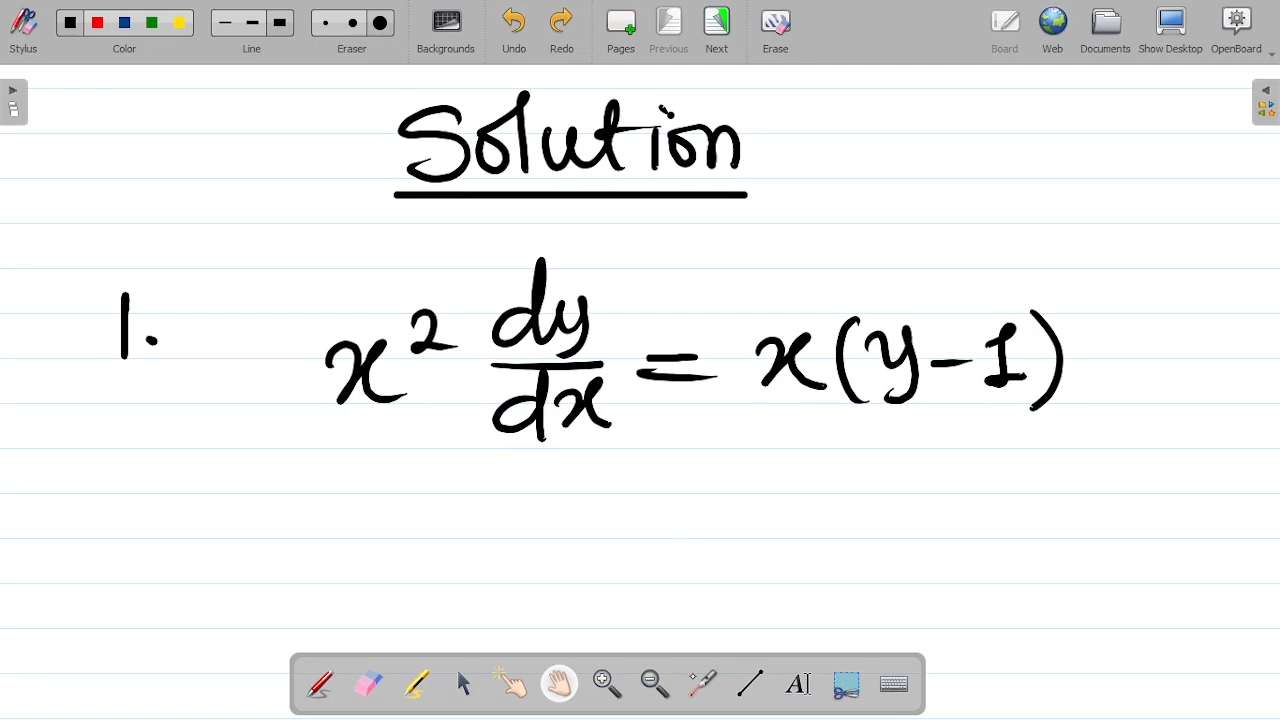 Stylus Color Line Eraser Backgrounds Undo Redo Pages Previous Next Erase Board Web Documents Show Desktop OpenBoard
Solution
1. x² dy/dx = x(y-1)
AI